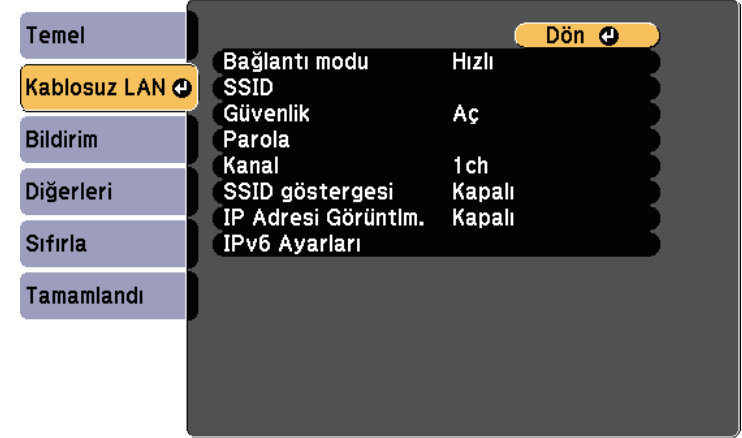 Temel
Kablosuz LAN
Bildirim
Diğerleri
Sıfırla
Tamamlandı
Dön
Bağlantı modu Hızlı
SSID
Güvenlik Aç
Parola
Kanal 1ch
SSID göstergesi Kapalı
IP Adresi Görüntlm. Kapalı
IPv6 Ayarları